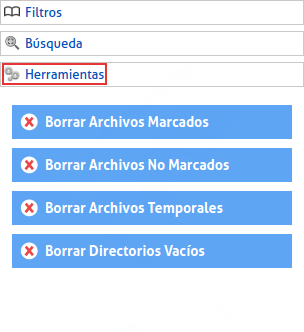 Filtros
Búsqueda
Herramientas
Borrar Archivos Marcados
Borrar Archivos No Marcados
Borrar Archivos Temporales
Borrar Directorios Vacíos